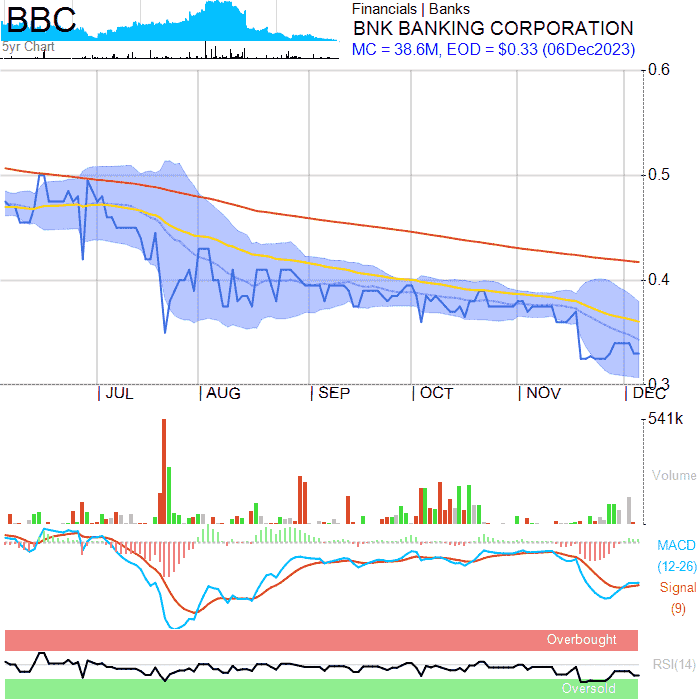 BBC
Financials | Banks
BNK BANKING CORPORATION
MC = 38.6M, EOD = $0.33 (06Dec2023)
5yr Chart
0.6
0.5
0.4
0.3
JUL
AUG
SEP
OCT
NOV
DEC
541k
Volume
MACD
(12-26)
Signal
(9)
Overbought
RSI(14)
Oversold